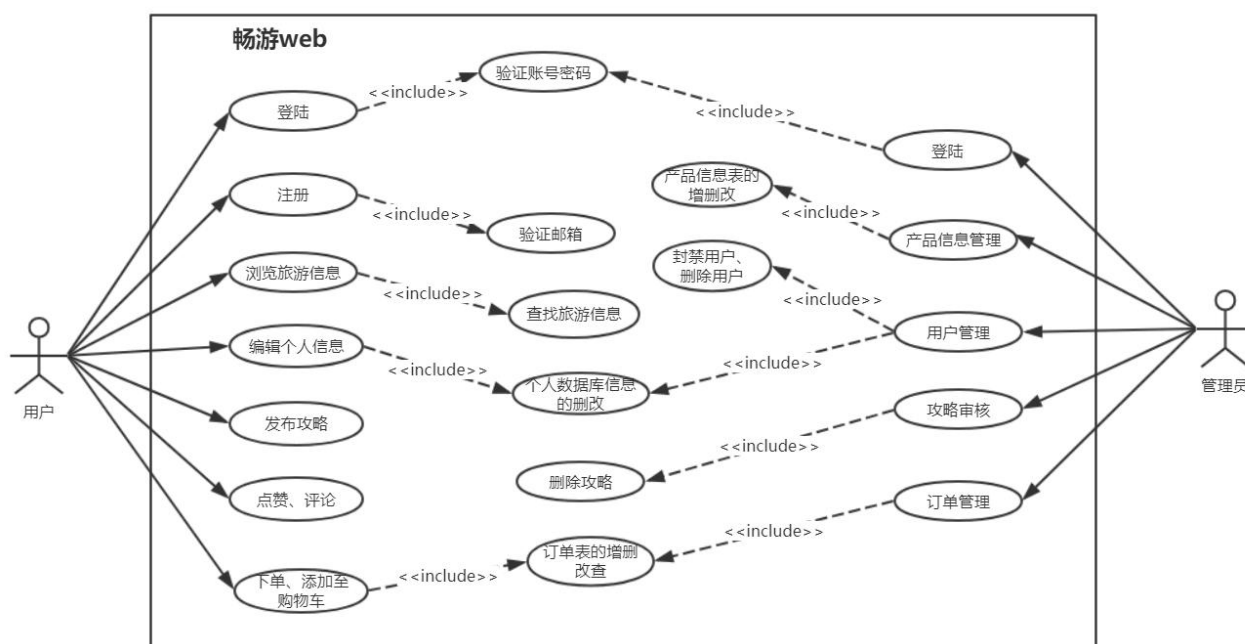 畅游web
验证账号密码
<<include>>
<<include>>
登陆
<<include>>
登陆
产品信息表的
增删改
注册
<<include>>
<<include>>
验证邮箱
产品信息管理
封禁用户、
删除用户
浏览旅游信息
<<include>>
<<include>>
查找旅游信息
用户管理
编辑个人信息
<<include>>
<<include>>
个人数据库信息
的删改
用户
管理员
攻略审核
发布攻略
<<include>>
删除攻略
点赞、评论
订单管理
<<include>>
订单表的增删
改查
<<include>>
下单、添加至
购物车